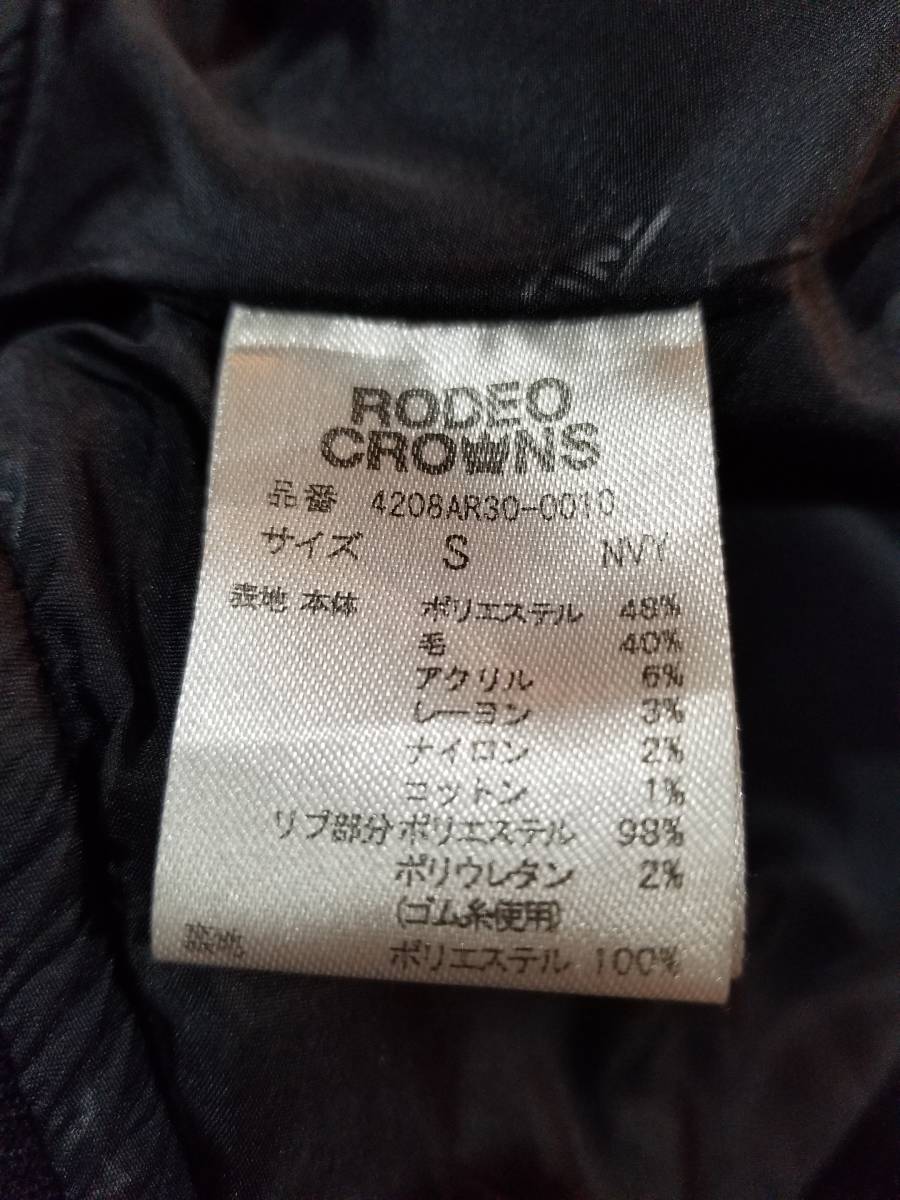 RODEO
CROWNS
品番 4208AR30-0010
サイズ S NVY
表地 本体 ポリエステル 48%
毛 40%
アクリル 6%
レーヨン 3%
ナイロン 2%
コットン 1%
リブ部分 ポリエステル 98%
ポリウレタン 2%
(ゴム糸使用)
ポリエステル 100%